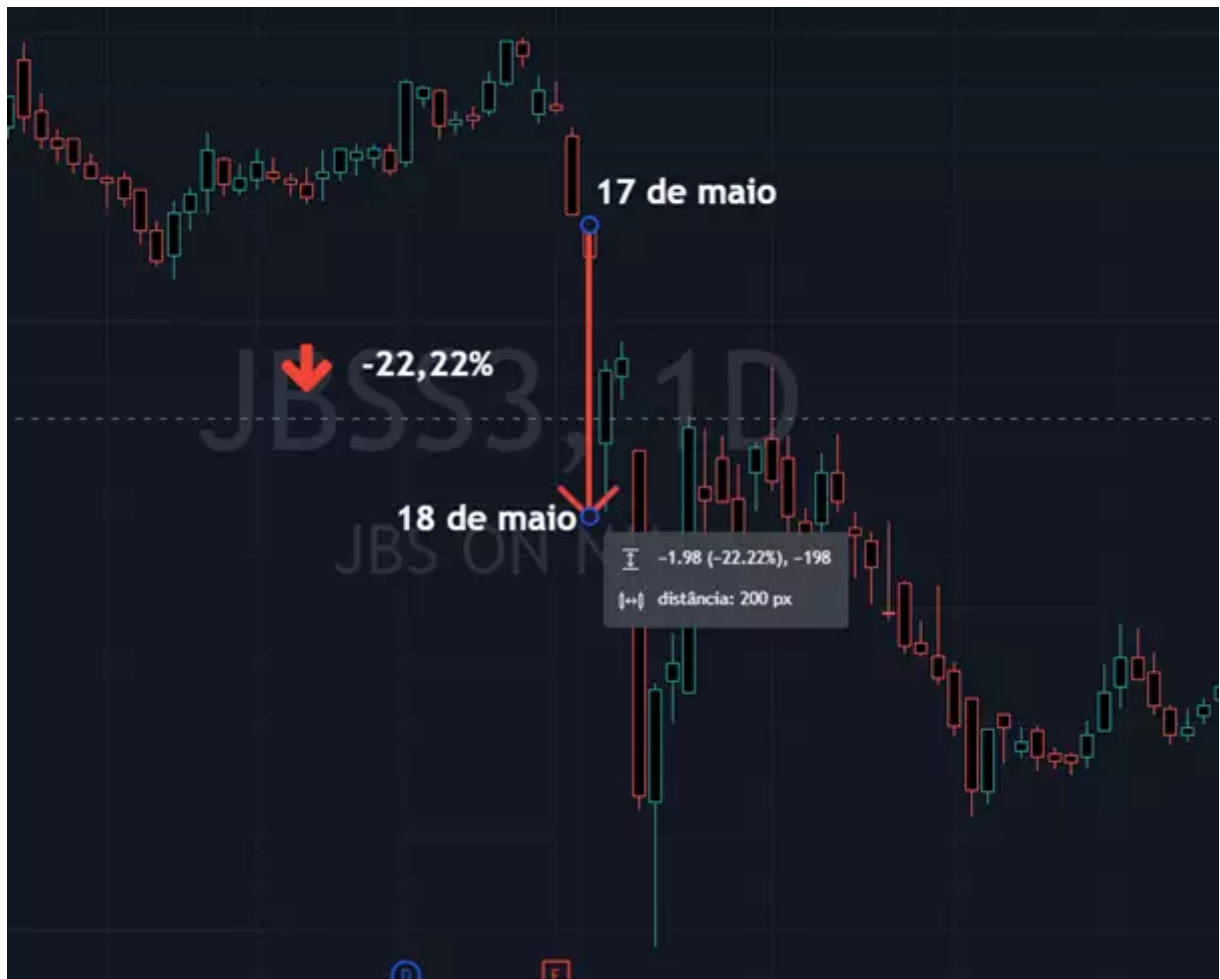 17 de maio
-22,22%
JBSS3, 1D
18 de maio
JBS ON N
−1.98 (−22.22%), −198
distância: 200 px
D
E